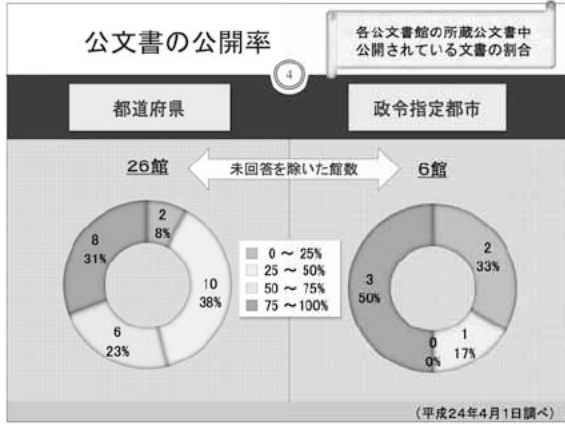 公文書の公開率
各公文書館の所蔵公文書中
公開されている文書の割合
4
都道府県
政令指定都市
26館
未回答を除いた館数
6館
2
8%
10
38%
6
23%
8
31%
0 ～ 25%
25 ～ 50%
50 ～ 75%
75 ～100%
2
33%
1
17%
0
0%
3
50%
（平成24年4月1日調べ）